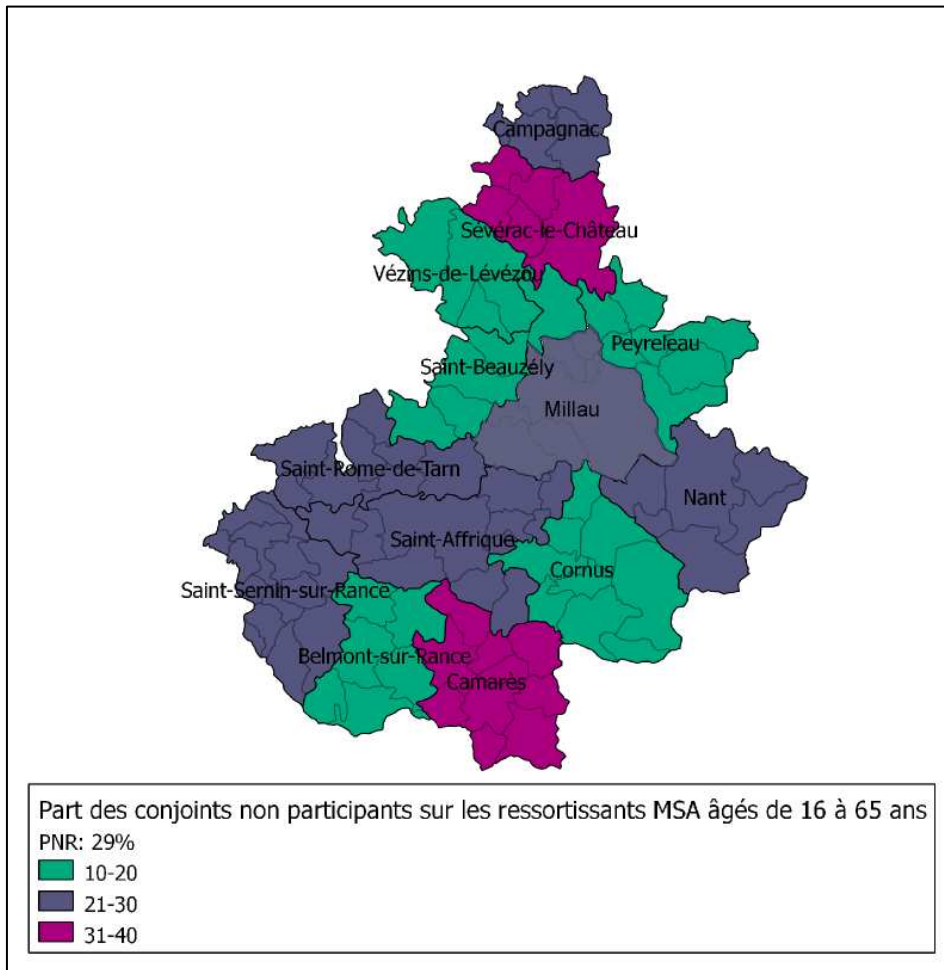 Campagnac
Sévérac-le-Château
Vézins-de-Lévézou
Peyreleau
Saint-Beauzély
Millau
Saint-Rome-de-Tarn
Nant
Saint-Affrique
Cornus
Saint-Sernin-sur-Rance
Belmont-sur-Rance
Camarès
Part des conjoints non participants sur les ressortissants MSA âgés de 16 à 65 ans
PNR: 29%
10-20
21-30
31-40